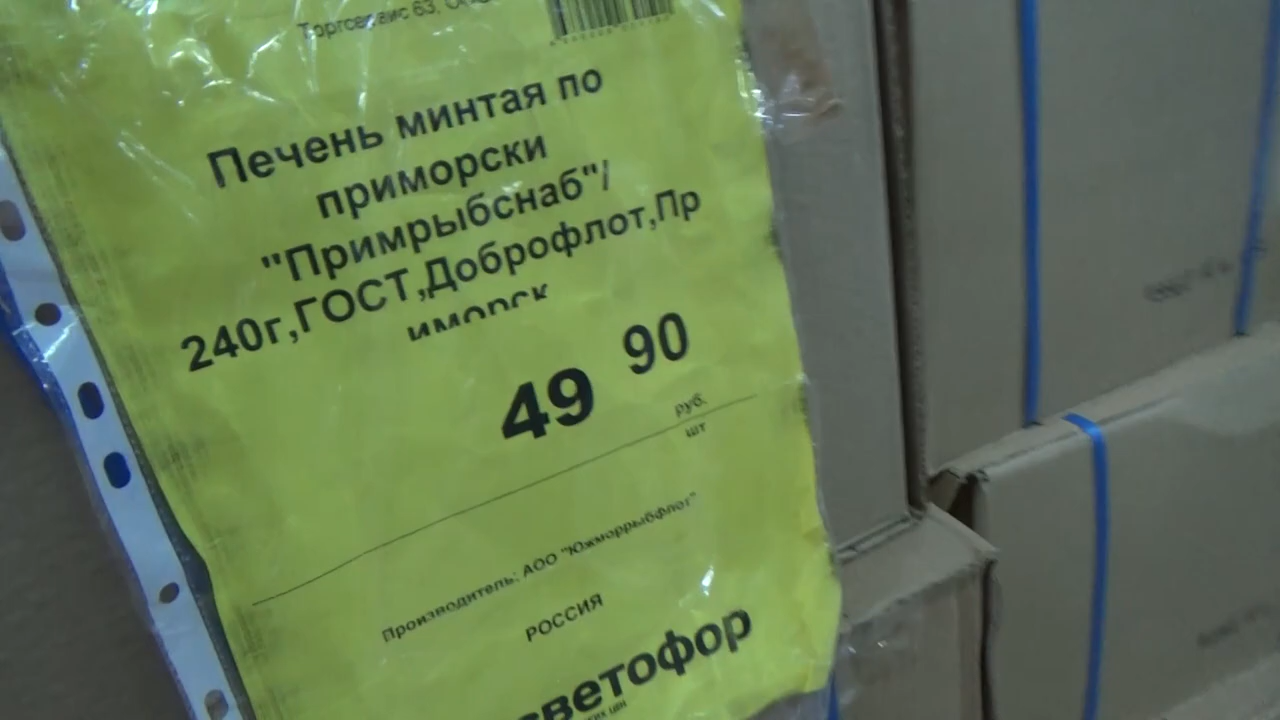 Торгсервис 63,
Печень минтая по
приморски
"Примрыбснаб"/
240г,ГОСТ,Доброфлот,Пр
иморск
49 90
руб.
шт
Производитель: АОО "Южморрыбфлот"
РОССИЯ
светофор
цен